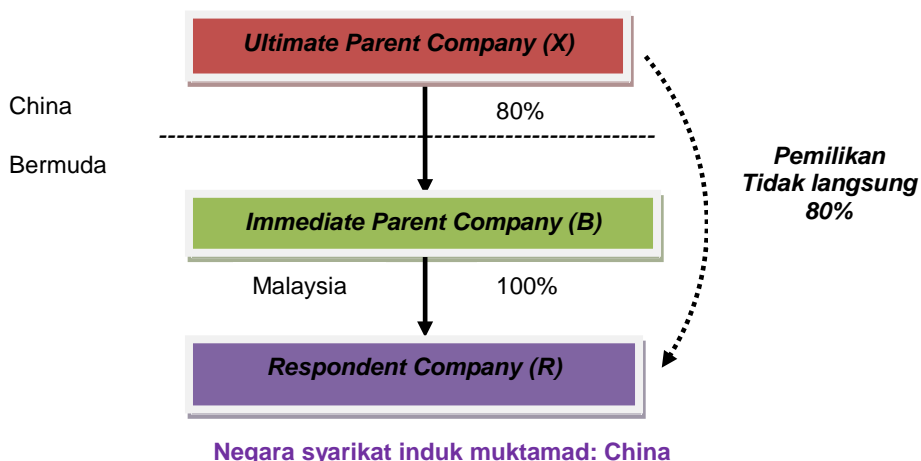 Ultimate Parent Company (X)
China
80%
Bermuda
Pemilikan
Tidak langsung
80%
Immediate Parent Company (B)
Malaysia
100%
Respondent Company (R)
Negara syarikat induk muktamad: China